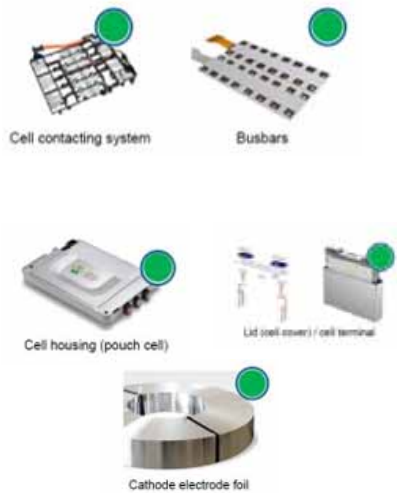 Cell contacting system
Busbars
Cell housing (pouch cell)
Lid (cell cover) / cell terminal
Cathode electrode foil